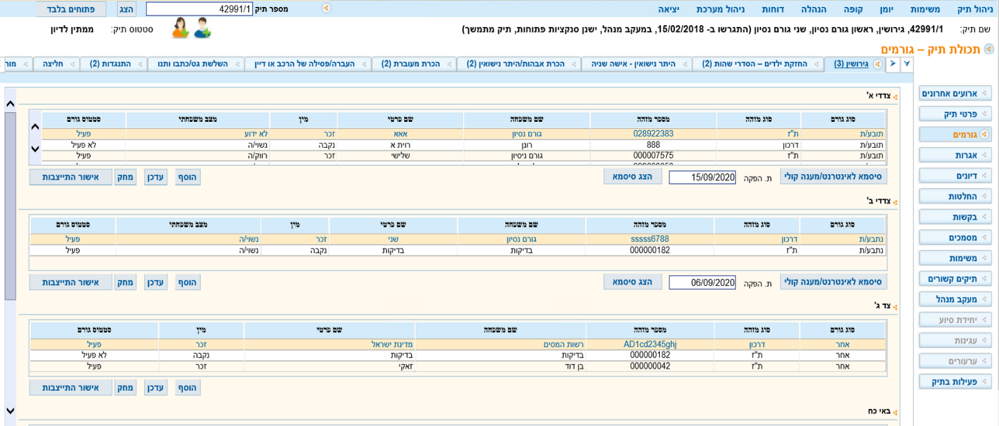 ניהול תיק משימות יומן קופה הנהלה דוחות ניהול מערכת יציאה מספר תיק 42991/1 הצג פתוחים בלבד
שם תיק: 42991/1, גירושין, ראשון גורם נסיון, שני גורם נסיון (התגרשו ב- 15/02/2018, במעקב מנהל, ישנן סנקציות פתוחות, תיק מתמשך) סטטוס תיק: ממתין לדיון
תכולת תיק – גורמים
גירושין (3) החזקת ילדים – הסדרי שהות (2) היתר נישואין - אישה שניה הכרת אבהות/היתר נישואין (2) הכרת מעוברת (2) העברה/פסילה של הרכב או דיין השלשת גט/כתבו ותנו התנגדות (2) חליצה מור
ארועים אחרונים
פרטי תיק
גורמים
אגרות
דיונים
החלטות
בקשות
מסמכים
משימות
תיקים קשורים
מעקב מנהל
יחידת סיוע
עגינות
ערעורים
פעילות בתיק
צדדי א'
סוג גורם סוג מזהה מספר מזהה שם משפחה שם פרטי מין מצב משפחתי סטטוס גורם
תובע/ת ת"ז 028922383 גורם נסיון אאא זכר לא ידוע פעיל
תובע/ת דרכון 888 רונן רוית א נקבה נשוי/ה לא פעיל
תובע/ת ת"ז 000007575 גורם ניסיון שלישי זכר רווק/ה פעיל
סיסמא לאינטרנט/מענה קולי ת. הפקה 15/09/2020 הצג סיסמא הוסף עדכן מחק אישור התייצבות
צדדי ב'
סוג גורם סוג מזהה מספר מזהה שם משפחה שם פרטי מין מצב משפחתי סטטוס גורם
נתבע/ת דרכון sssss6788 גורם נסיון שני זכר נשוי/ה פעיל
נתבע/ת ת"ז 000000182 בדיקות בדיקות נקבה נשוי/ה פעיל
סיסמא לאינטרנט/מענה קולי ת. הפקה 06/09/2020 הצג סיסמא הוסף עדכן מחק אישור התייצבות
צד ג'
סוג גורם סוג מזהה מספר מזהה שם משפחה שם פרטי מין סטטוס גורם
אחר דרכון AD1cd2345ghj רשות המסים מדינת ישראל זכר פעיל
אחר ת"ז 000000182 בדיקות בדיקות נקבה לא פעיל
אחר ת"ז 000000042 בן דוד זאקי זכר פעיל
הוסף עדכן מחק אישור התייצבות
באי כח